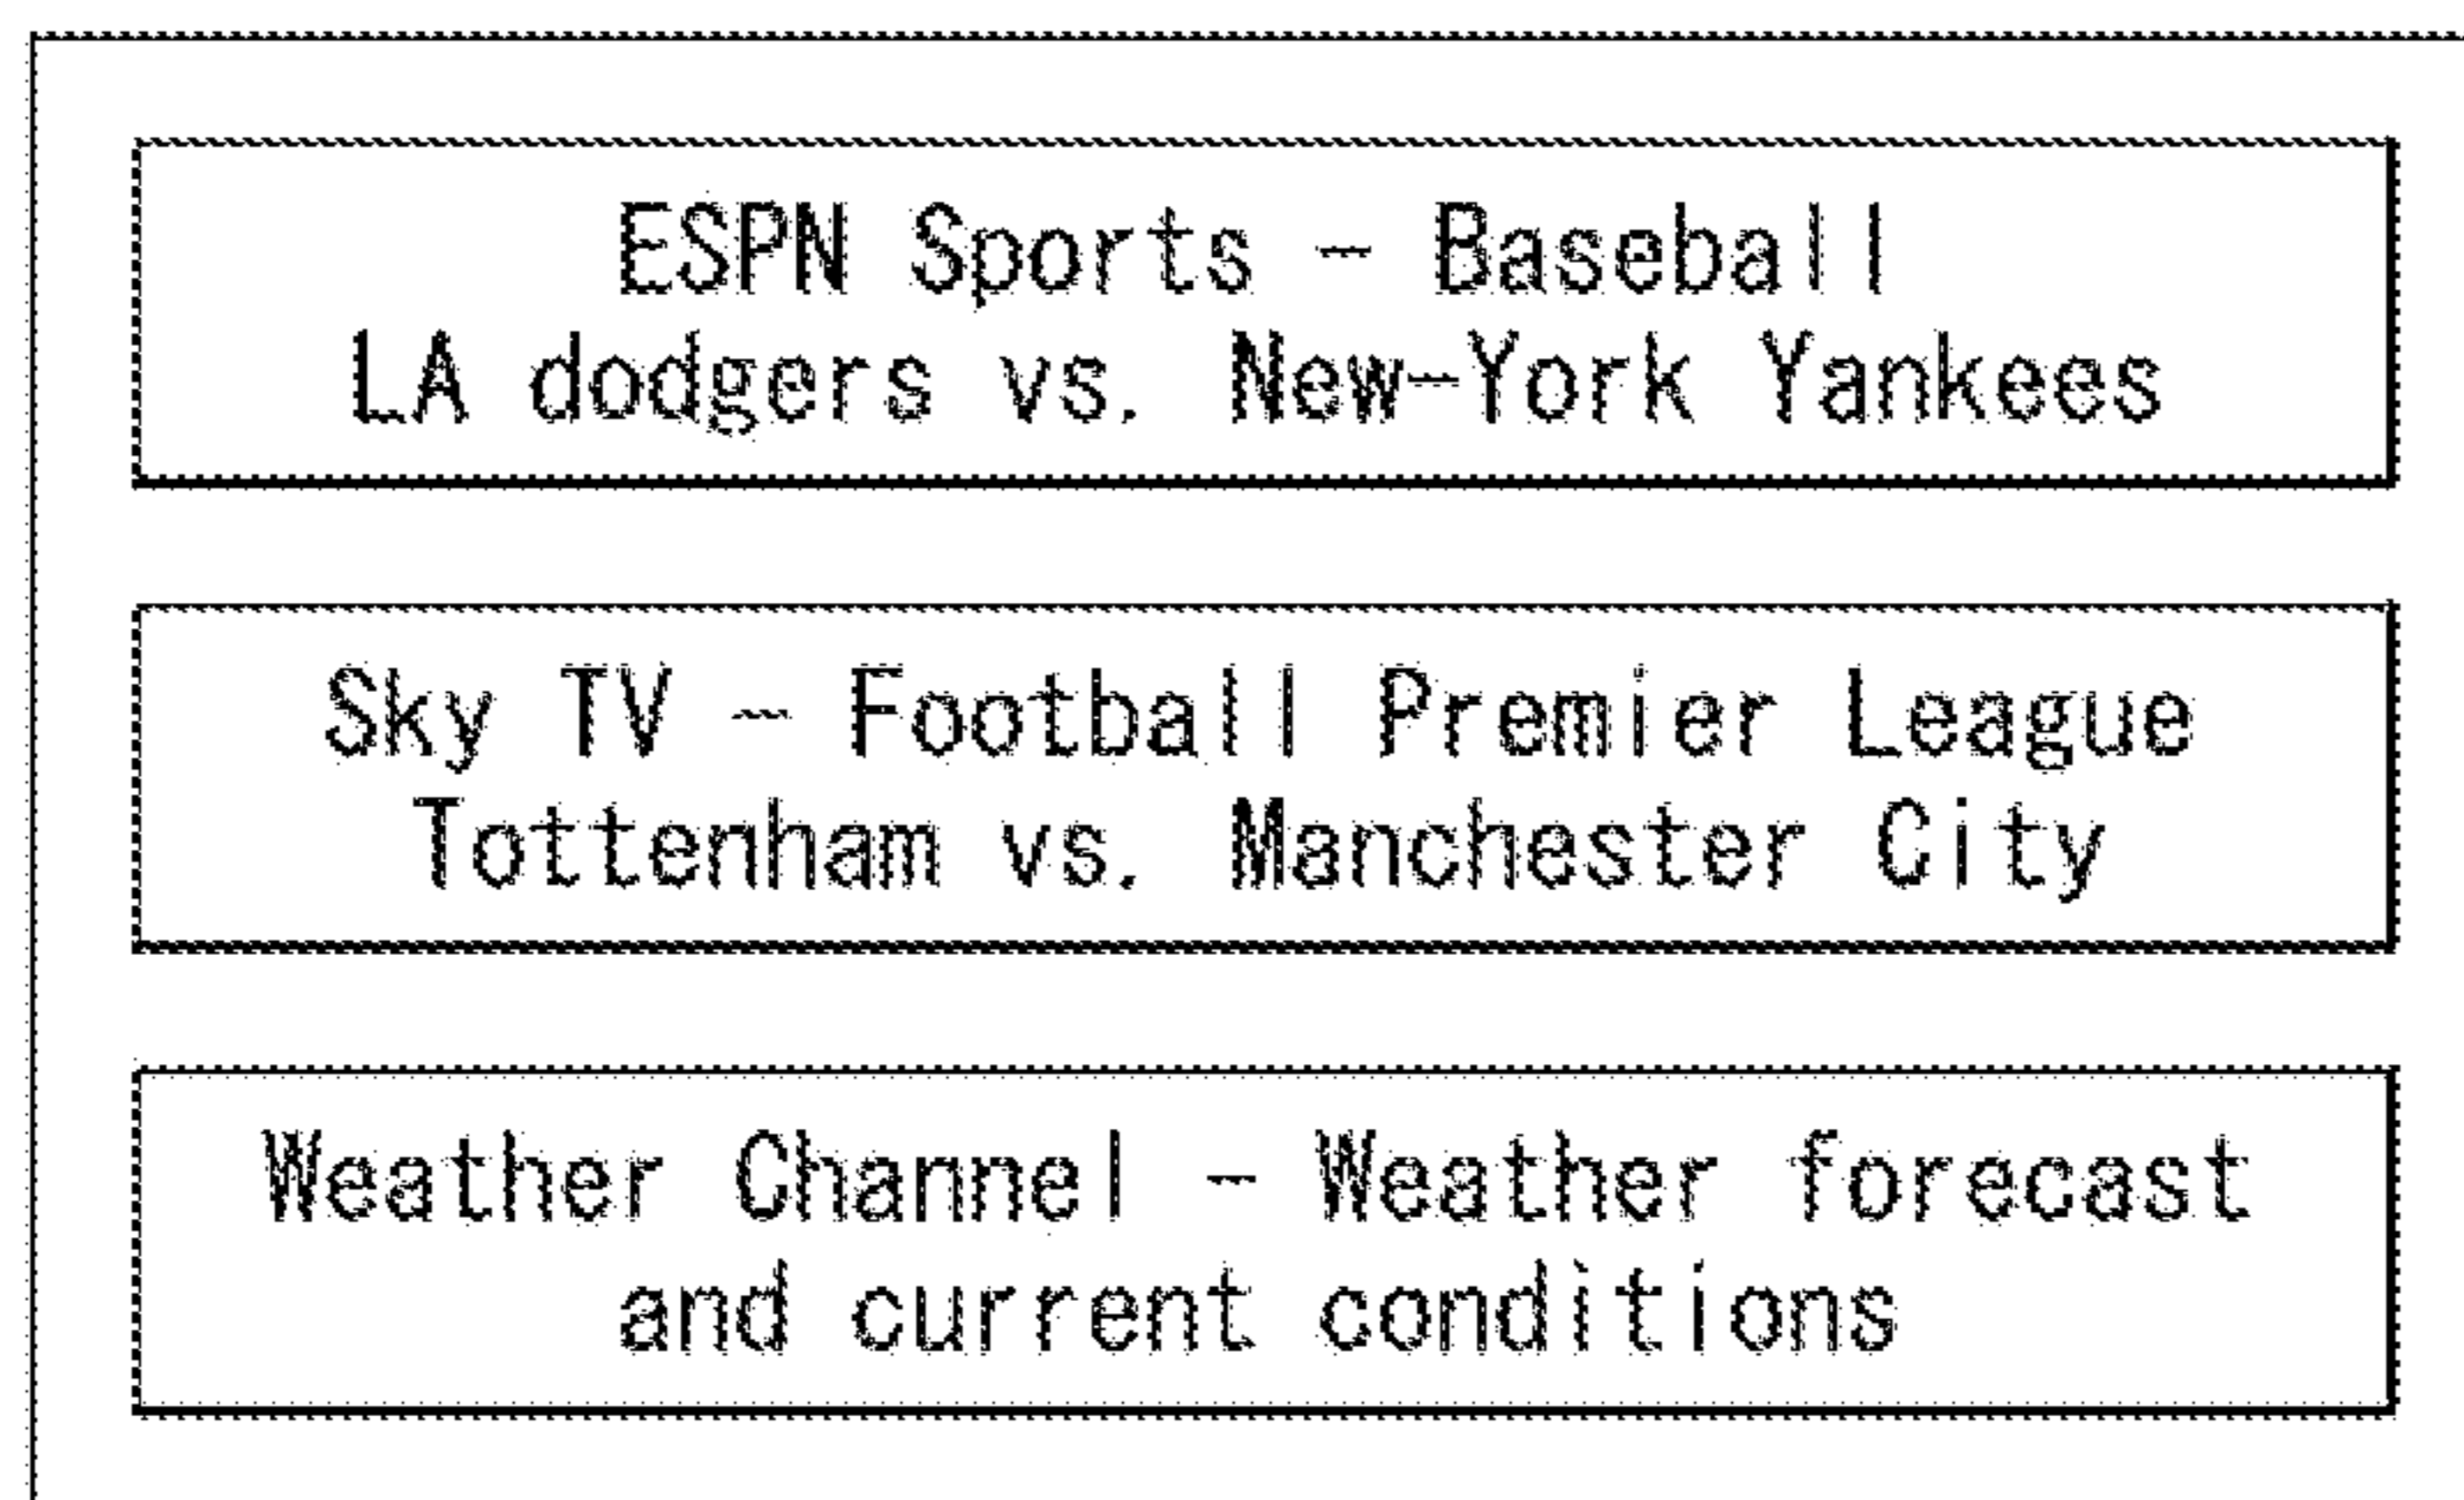 ESPN Sports - Baseball
LA dodgers vs. New-York Yankees
Sky TV - Football Premier League
Tottenham vs. Manchester City
Weather Channel - Weather forecast
and current conditions